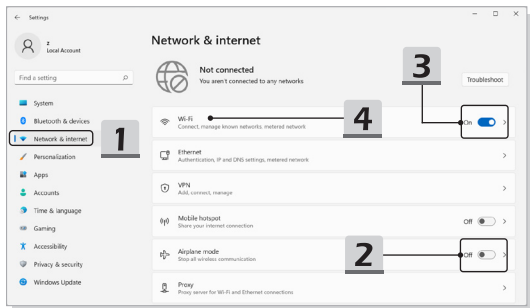 Settings
z
Local Account
Find a setting
System
Bluetooth & devices
Network & internet
Personalization
Apps
Accounts
Time & language
Gaming
Accessibility
Privacy & security
Windows Update
1
Network & internet
Not connected
You aren't connected to any networks
Troubleshoot
3
Wi-Fi
Connect, manage known networks, metered network
4
On
Ethernet
Authentication, IP and DNS settings, metered network
VPN
Add, connect, manage
Mobile hotspot
Share your internet connection
Off
Airplane mode
Stop all wireless communication
2
Off
Proxy
Proxy server for Wi-Fi and Ethernet connections